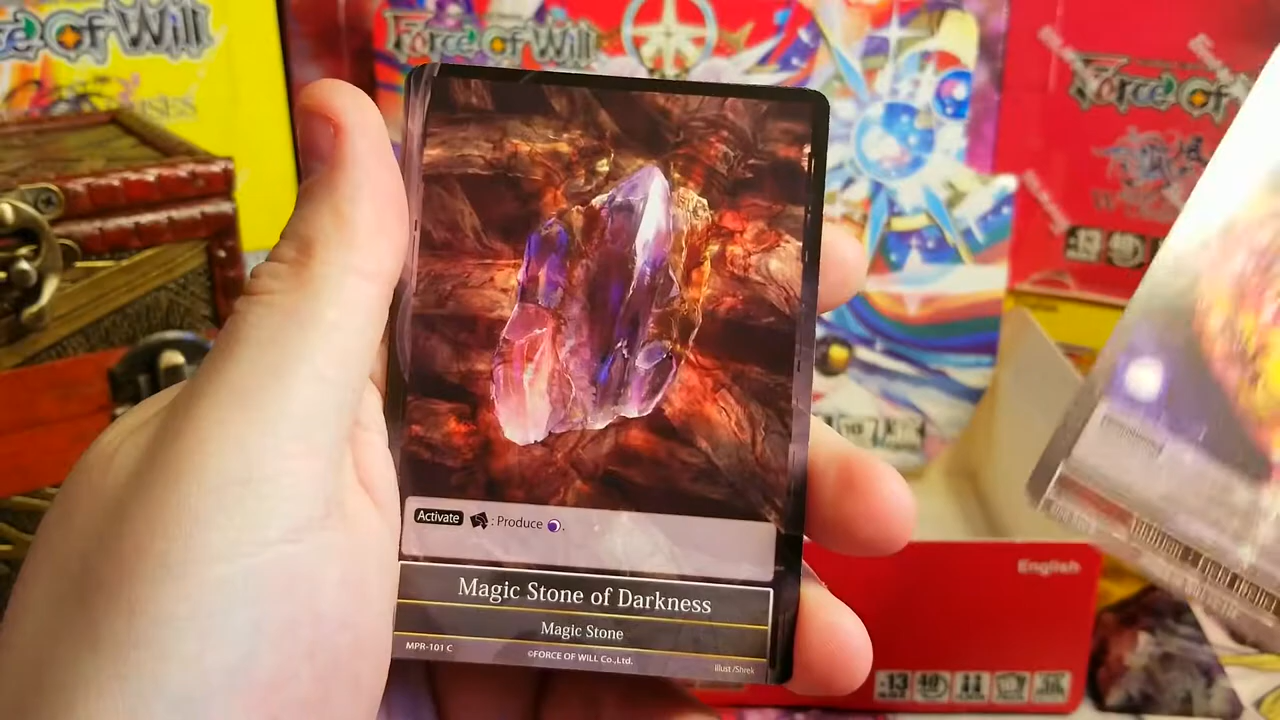 e Of Will
Force Of Will
Force Of W
Activate : Produce .
Magic Stone of Darkness
Magic Stone
MPR-101 C
©FORCE OF WILL Co.,Ltd.
illust /Shrek
English